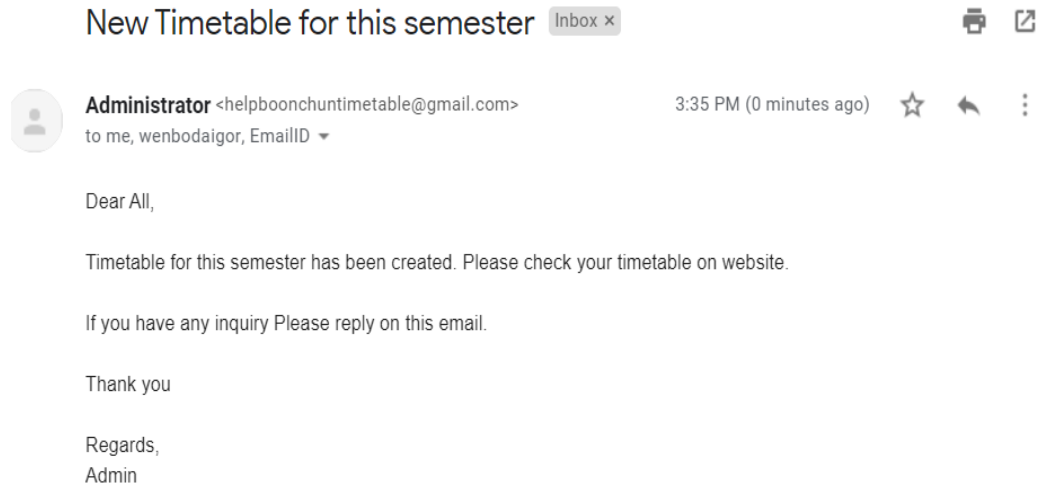 New Timetable for this semester Inbox ×
Administrator <helpboonchuntimetable@gmail.com> 3:35 PM (0 minutes ago)
to me, wenbodaigor, EmailID
Dear All,
Timetable for this semester has been created. Please check your timetable on website.
If you have any inquiry Please reply on this email.
Thank you
Regards,
Admin